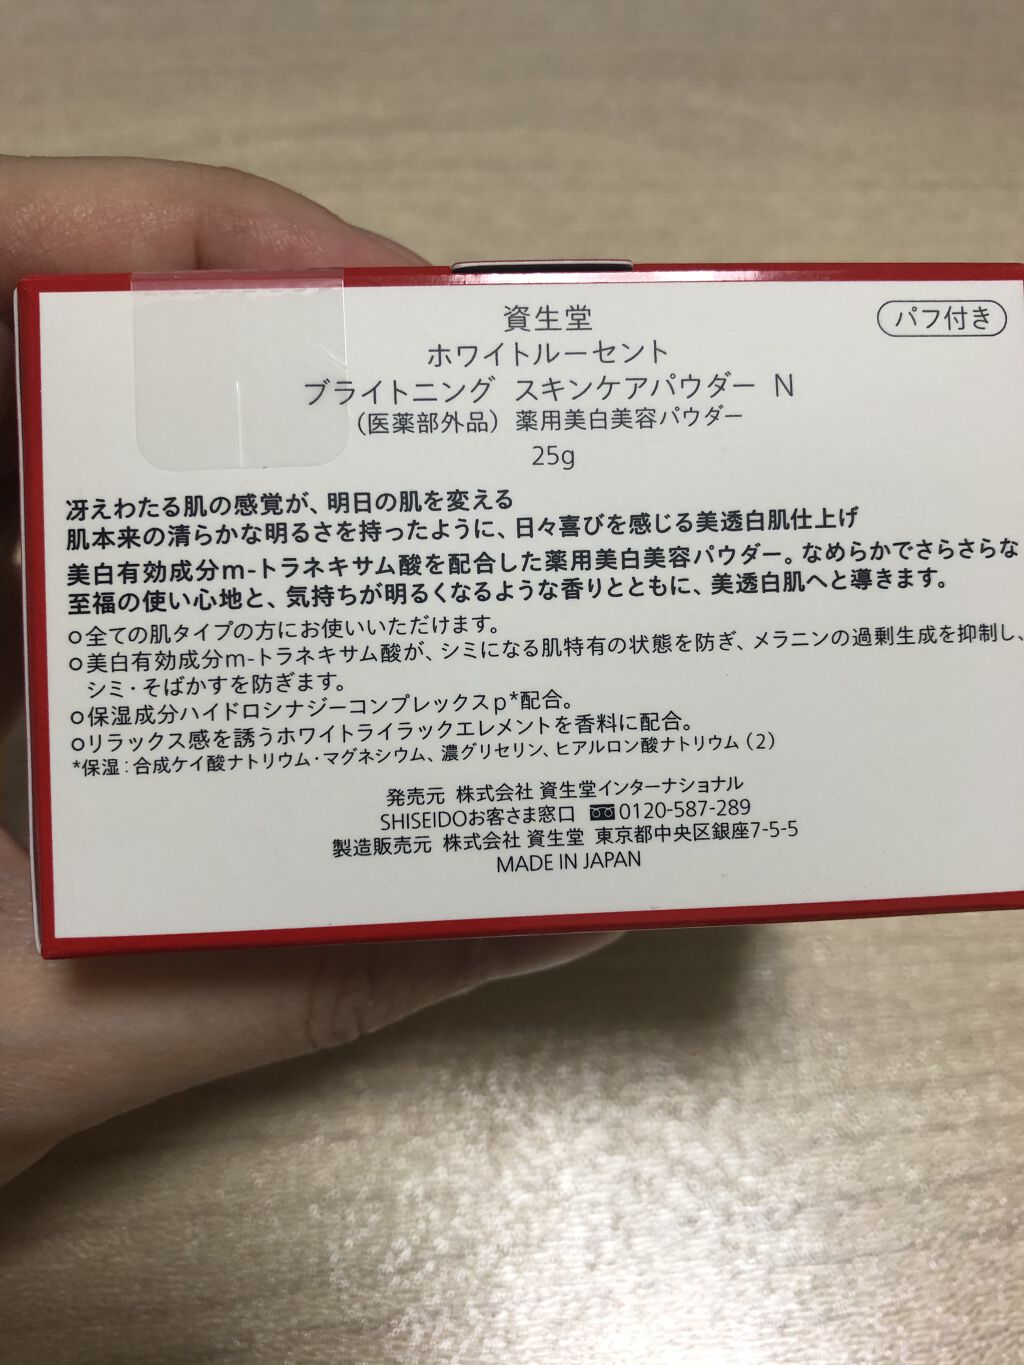 資生堂
パフ付き
ホワイトルーセント
ブライトニング スキンケアパウダー N
（医薬部外品）薬用美白美容パウダー
25g
冴えわたる肌の感覚が、明日の肌を変える
肌本来の清らかな明るさを持ったように、日々喜びを感じる美透白肌仕上げ
美白有効成分m-トラネキサム酸を配合した薬用美白美容パウダー。なめらかでさらさらな
至福の使い心地と、気持ちが明るくなるような香りとともに、美透白肌へと導きます。
○全ての肌タイプの方にお使いいただけます。
○美白有効成分m-トラネキサム酸が、シミになる肌特有の状態を防ぎ、メラニンの過剰生成を抑制し、
シミ・そばかすを防ぎます。
○保湿成分ハイドロシナジーコンプレックスp*配合。
○リラックス感を誘うホワイトライラックエレメントを香料に配合。
*保湿：合成ケイ酸ナトリウム・マグネシウム、濃グリセリン、ヒアルロン酸ナトリウム（2）
発売元 株式会社 資生堂インターナショナル
SHISEIDOお客さま窓口 0120-587-289
製造販売元 株式会社 資生堂 東京都中央区銀座7-5-5
MADE IN JAPAN